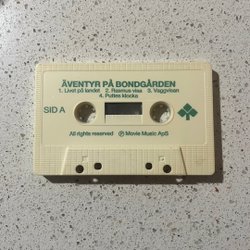 ÄVENTYR PÅ BONDGÅRDEN
1. Livet på landet 2. Rasmus visa 3. Vaggvisan
4. Puttes klocka
SID A
All rights reserved ℗ Movie Music ApS